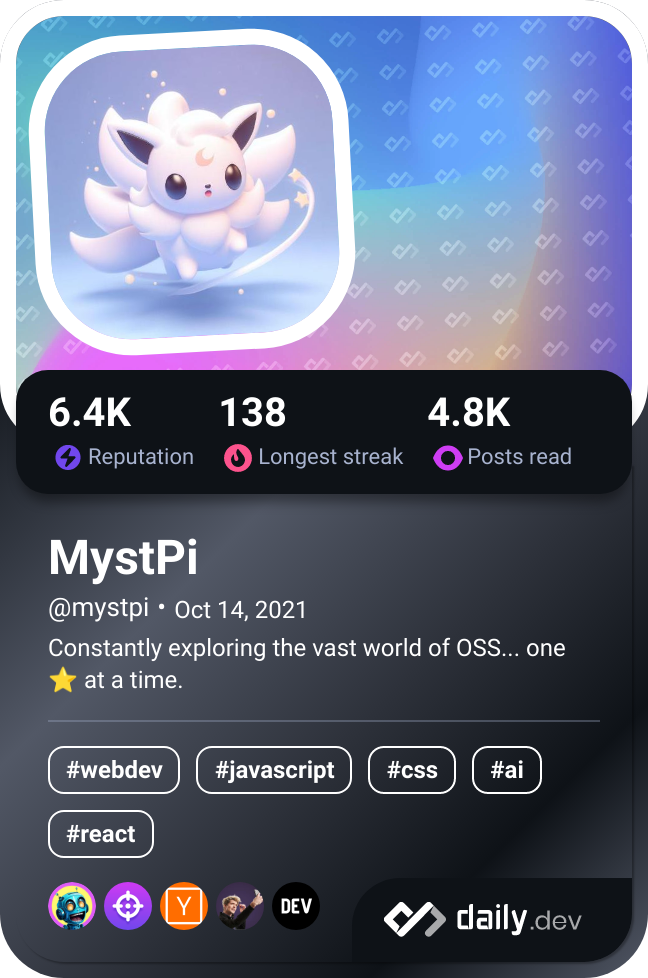 6.4K 138 4.8K
Reputation Longest streak Posts read
MystPi
@mystpi • Oct 14, 2021
Constantly exploring the vast world of OSS... one
⭐ at a time.
#webdev #javascript #css #ai
#react
Y DEV daily.dev